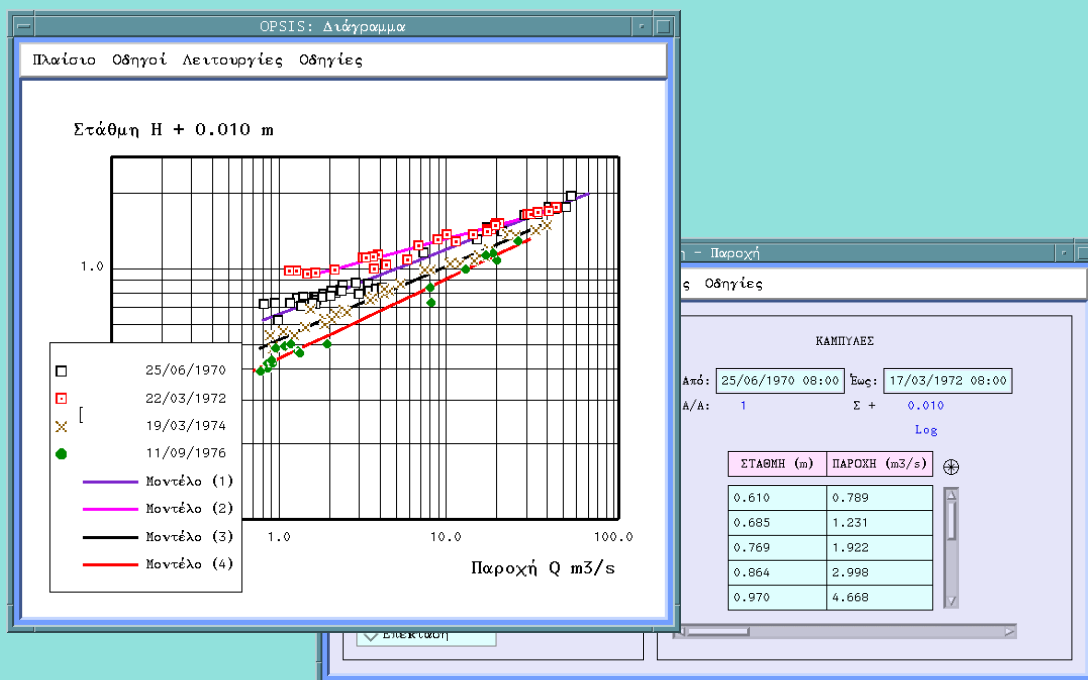 OPSIS: Διάγραμμα
Πλαίσιο Οδηγοί Λειτουργίες Οδηγίες
Στάθμη H + 0.010 m
1.0
25/06/1970
22/03/1972
[
19/03/1974
11/09/1976
Μοντέλο (1)
Μοντέλο (2)
Μοντέλο (3)
Μοντέλο (4)
1.0 10.0 100.0
Παροχή Q m3/s
- Παροχή
ς Οδηγίες
ΚΑΜΠΥΛΕΣ
Από: 25/06/1970 08:00 Έως: 17/03/1972 08:00
Α/Α: 1 Σ + 0.010
Log
ΣΤΑΘΜΗ (m) ΠΑΡΟΧΗ (m3/s)
0.610 0.789
0.685 1.231
0.769 1.922
0.864 2.998
0.970 4.668
Επέκταση